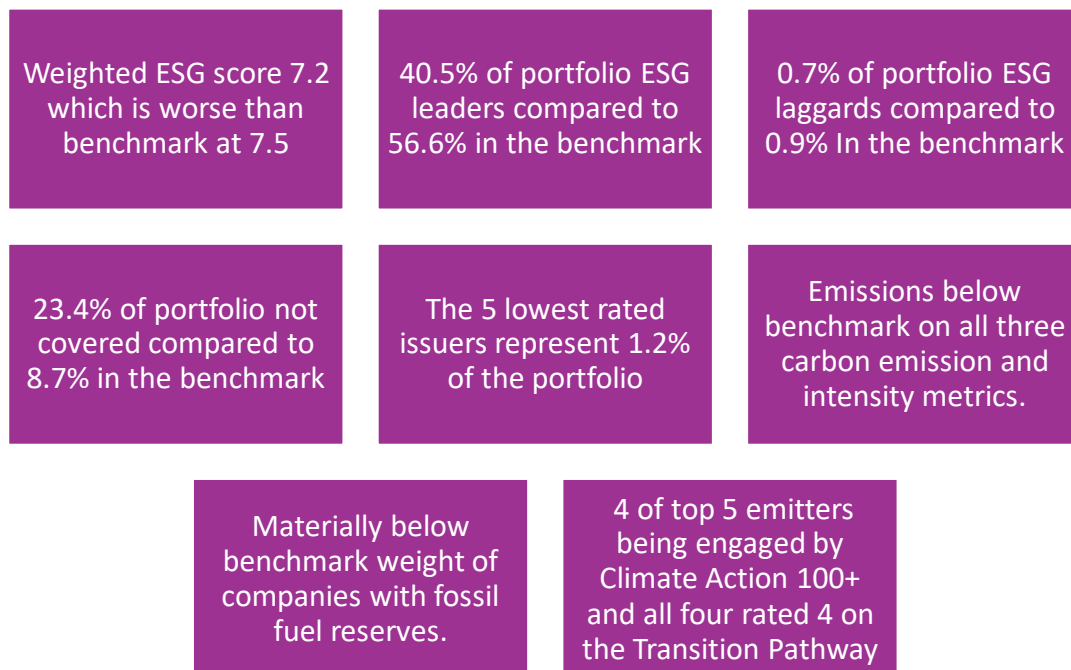 Weighted ESG score 7.2
which is worse than
benchmark at 7.5
40.5% of portfolio ESG
leaders compared to
56.6% in the benchmark
0.7% of portfolio ESG
laggards compared to
0.9% In the benchmark
23.4% of portfolio not
covered compared to
8.7% in the benchmark
The 5 lowest rated
issuers represent 1.2%
of the portfolio
Emissions below
benchmark on all three
carbon emission and
intensity metrics.
Materially below
benchmark weight of
companies with fossil
fuel reserves.
4 of top 5 emitters
being engaged by
Climate Action 100+
and all four rated 4 on
the Transition Pathway